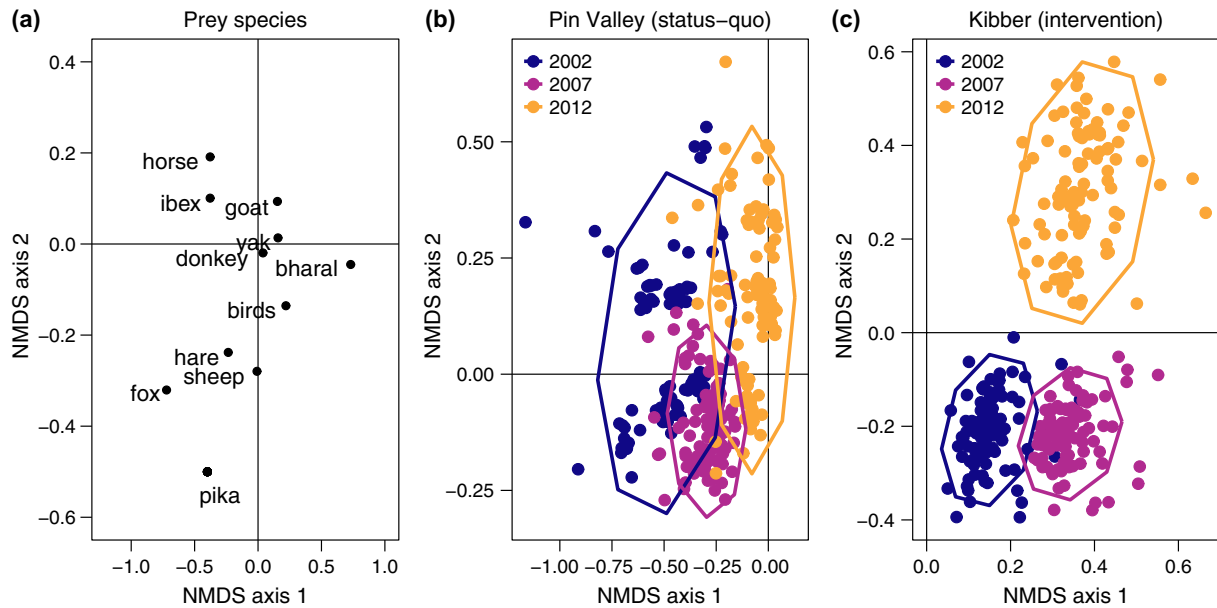 (a)
Prey species
0.4
0.2
0.0
−0.2
−0.4
−0.6
NMDS axis 2
horse
ibex
goat
yak
donkey
bharal
birds
hare
sheep
fox
pika
−1.0
−0.5
0.0
0.5
1.0
NMDS axis 1
(b)
Pin Valley (status−quo)
2002
2007
2012
0.50
0.25
0.00
−0.25
NMDS axis 2
−1.00
−0.75
−0.50
−0.25
0.00
NMDS axis 1
(c)
Kibber (intervention)
2002
2007
2012
0.6
0.4
0.2
0.0
−0.2
−0.4
NMDS axis 2
0.0
0.2
0.4
0.6
NMDS axis 1